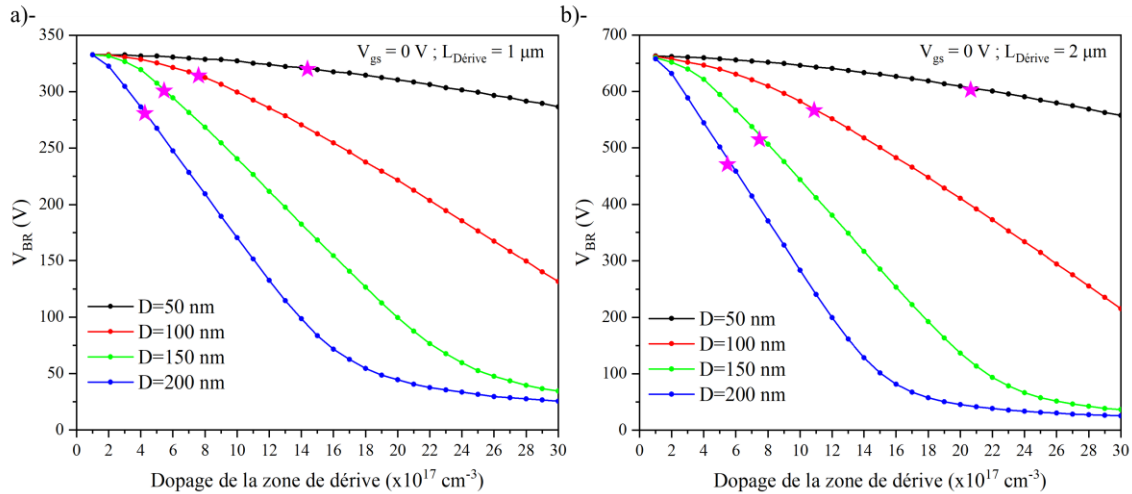 a)-
V_gs = 0 V ; L_Dérive = 1 μm
350
300
250
200
150
100
50
0
V_BR (V)
D=50 nm
D=100 nm
D=150 nm
D=200 nm
0 2 4 6 8 10 12 14 16 18 20 22 24 26 28 30
Dopage de la zone de dérive (x10^17 cm^-3)
b)-
V_gs = 0 V ; L_Dérive = 2 μm
700
600
500
400
300
200
100
0
V_BR (V)
D=50 nm
D=100 nm
D=150 nm
D=200 nm
0 2 4 6 8 10 12 14 16 18 20 22 24 26 28 30
Dopage de la zone de dérive (x10^17 cm^-3)